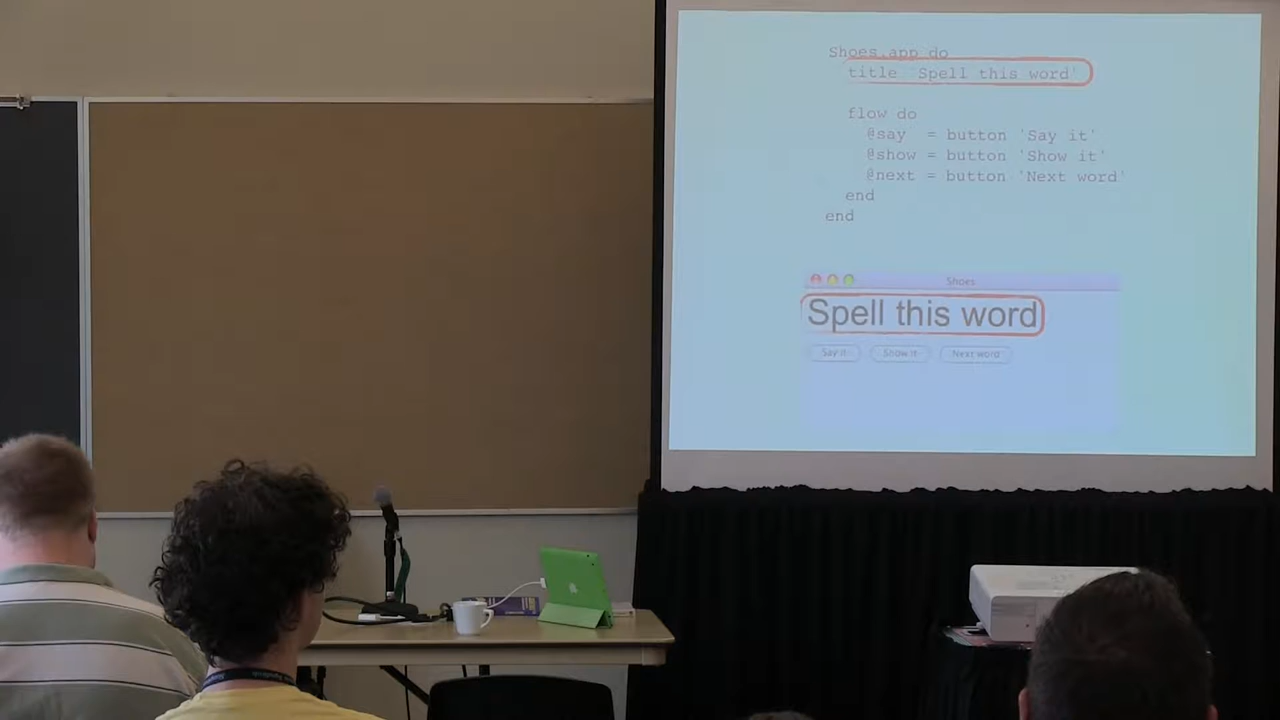 Shoes.app do
title 'Spell this word'
flow do
@say = button 'Say it'
@show = button 'Show it'
@next = button 'Next word'
end
end
Shoes
Spell this word
Say it Show it Next word